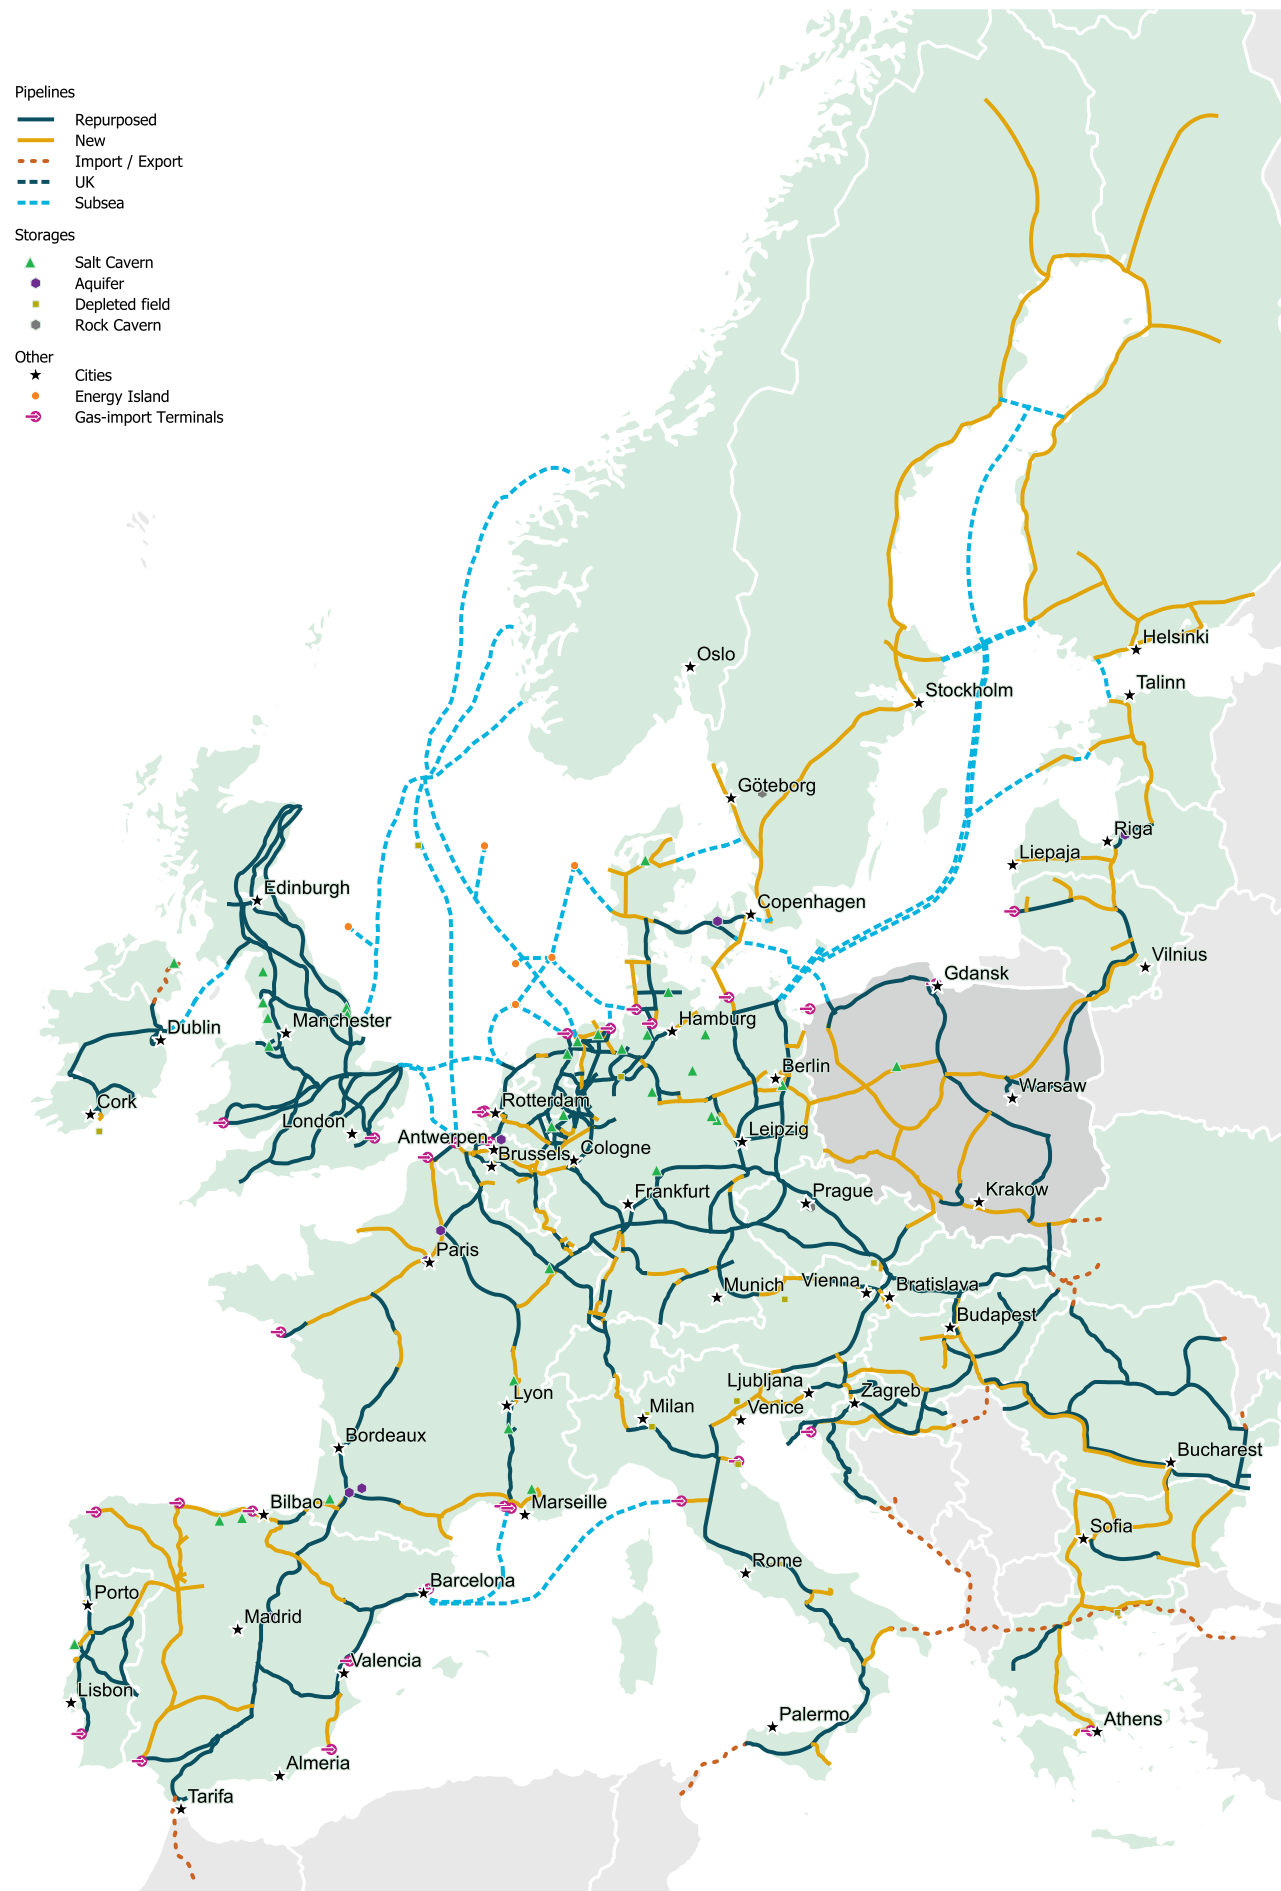 Pipelines
Repurposed
New
Import / Export
UK
Subsea
Storages
Salt Cavern
Aquifer
Depleted field
Rock Cavern
Other
Cities
Energy Island
Gas-import Terminals
Helsinki
Oslo
Talinn
Stockholm
Göteborg
Riga
Liepaja
Edinburgh
Copenhagen
Vilnius
Gdansk
Dublin
Manchester
Hamburg
Berlin
Warsaw
Cork
Rotterdam
London
Leipzig
Antwerpen
Brussels
Cologne
Frankfurt
Prague
Krakow
Paris
Munich
Vienna
Bratislava
Budapest
Lyon
Ljubljana
Zagreb
Milan
Venice
Bordeaux
Bucharest
Bilbao
Marseille
Sofia
Rome
Barcelona
Porto
Madrid
Valencia
Lisbon
Palermo
Athens
Almeria
Tarifa